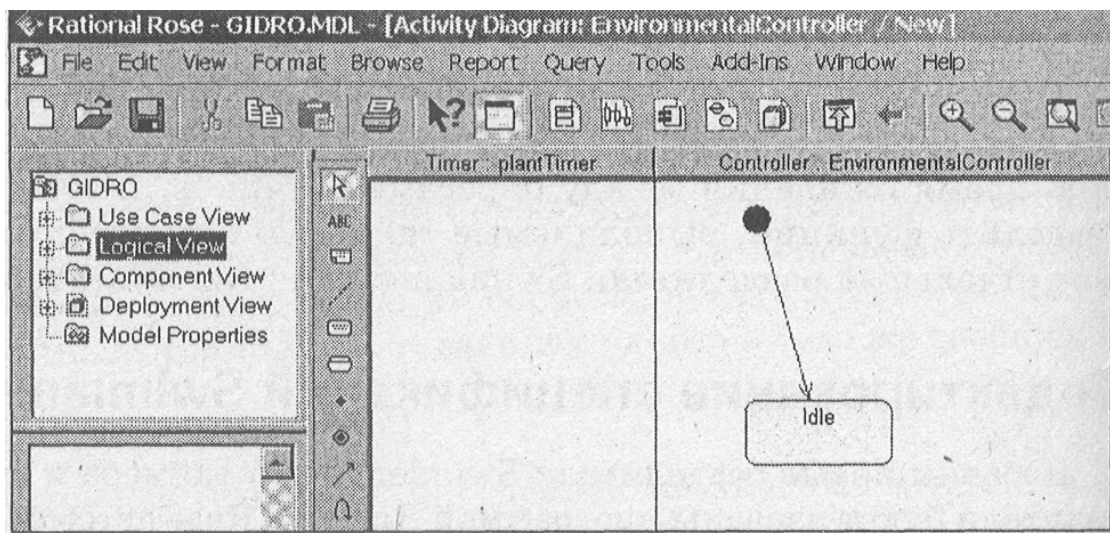 Rational Rose - GIDRO.MDL - [Activity Diagram: EnvironmentalController / New]
File Edit View Format Browse Report Query Tools Add-Ins Window Help
Timer : plantTimer
Controller : EnvironmentalController
GIDRO
Use Case View
Logical View
Component View
Deployment View
Model Properties
ABC
Idle